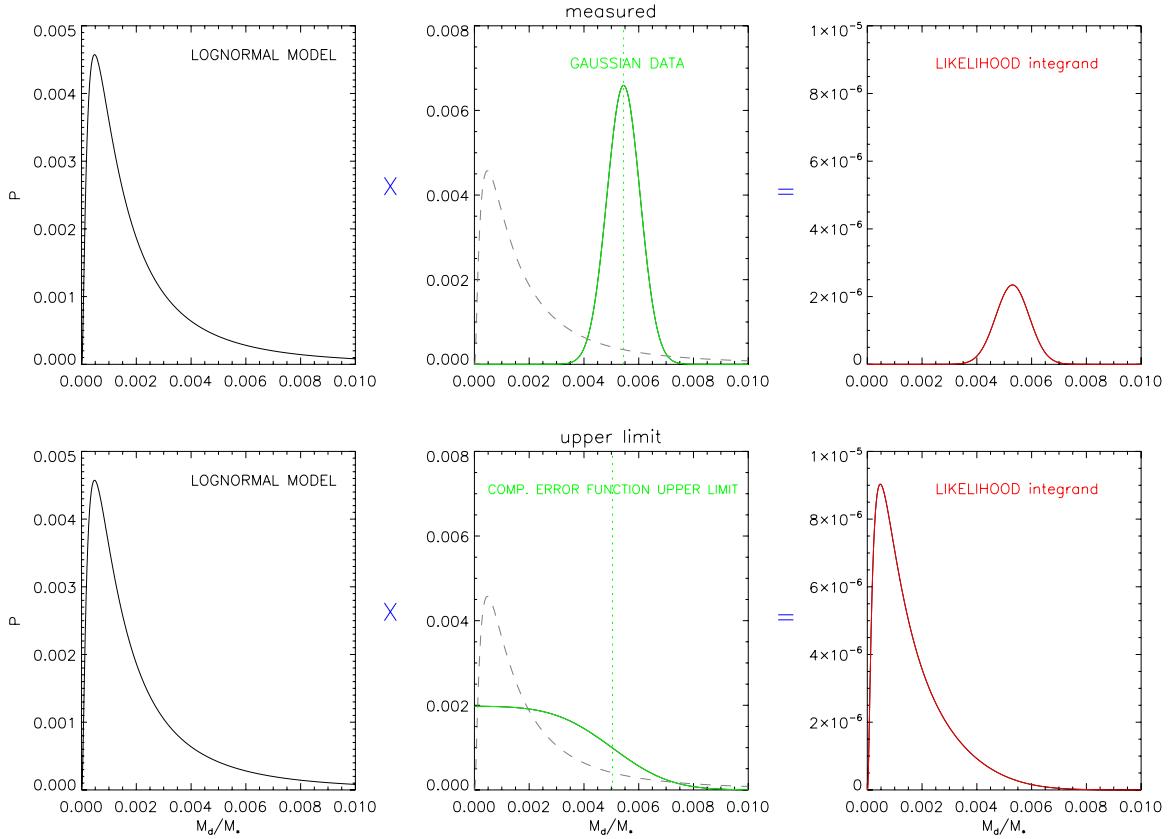 measured
LOGNORMAL MODEL
GAUSSIAN DATA
LIKELIHOOD integrand
P
0.005
0.004
0.003
0.002
0.001
0.000
0.000 0.002 0.004 0.006 0.008 0.010
X
0.008
0.006
0.004
0.002
0.000
0.000 0.002 0.004 0.006 0.008 0.010
=
1×10⁻⁵
8×10⁻⁶
6×10⁻⁶
4×10⁻⁶
2×10⁻⁶
0
0.000 0.002 0.004 0.006 0.008 0.010
upper limit
LOGNORMAL MODEL
COMP. ERROR FUNCTION UPPER LIMIT
LIKELIHOOD integrand
P
0.005
0.004
0.003
0.002
0.001
0.000
0.000 0.002 0.004 0.006 0.008 0.010
M_d/M_*
X
0.008
0.006
0.004
0.002
0.000
0.000 0.002 0.004 0.006 0.008 0.010
M_d/M_*
=
1×10⁻⁵
8×10⁻⁶
6×10⁻⁶
4×10⁻⁶
2×10⁻⁶
0
0.000 0.002 0.004 0.006 0.008 0.010
M_d/M_*